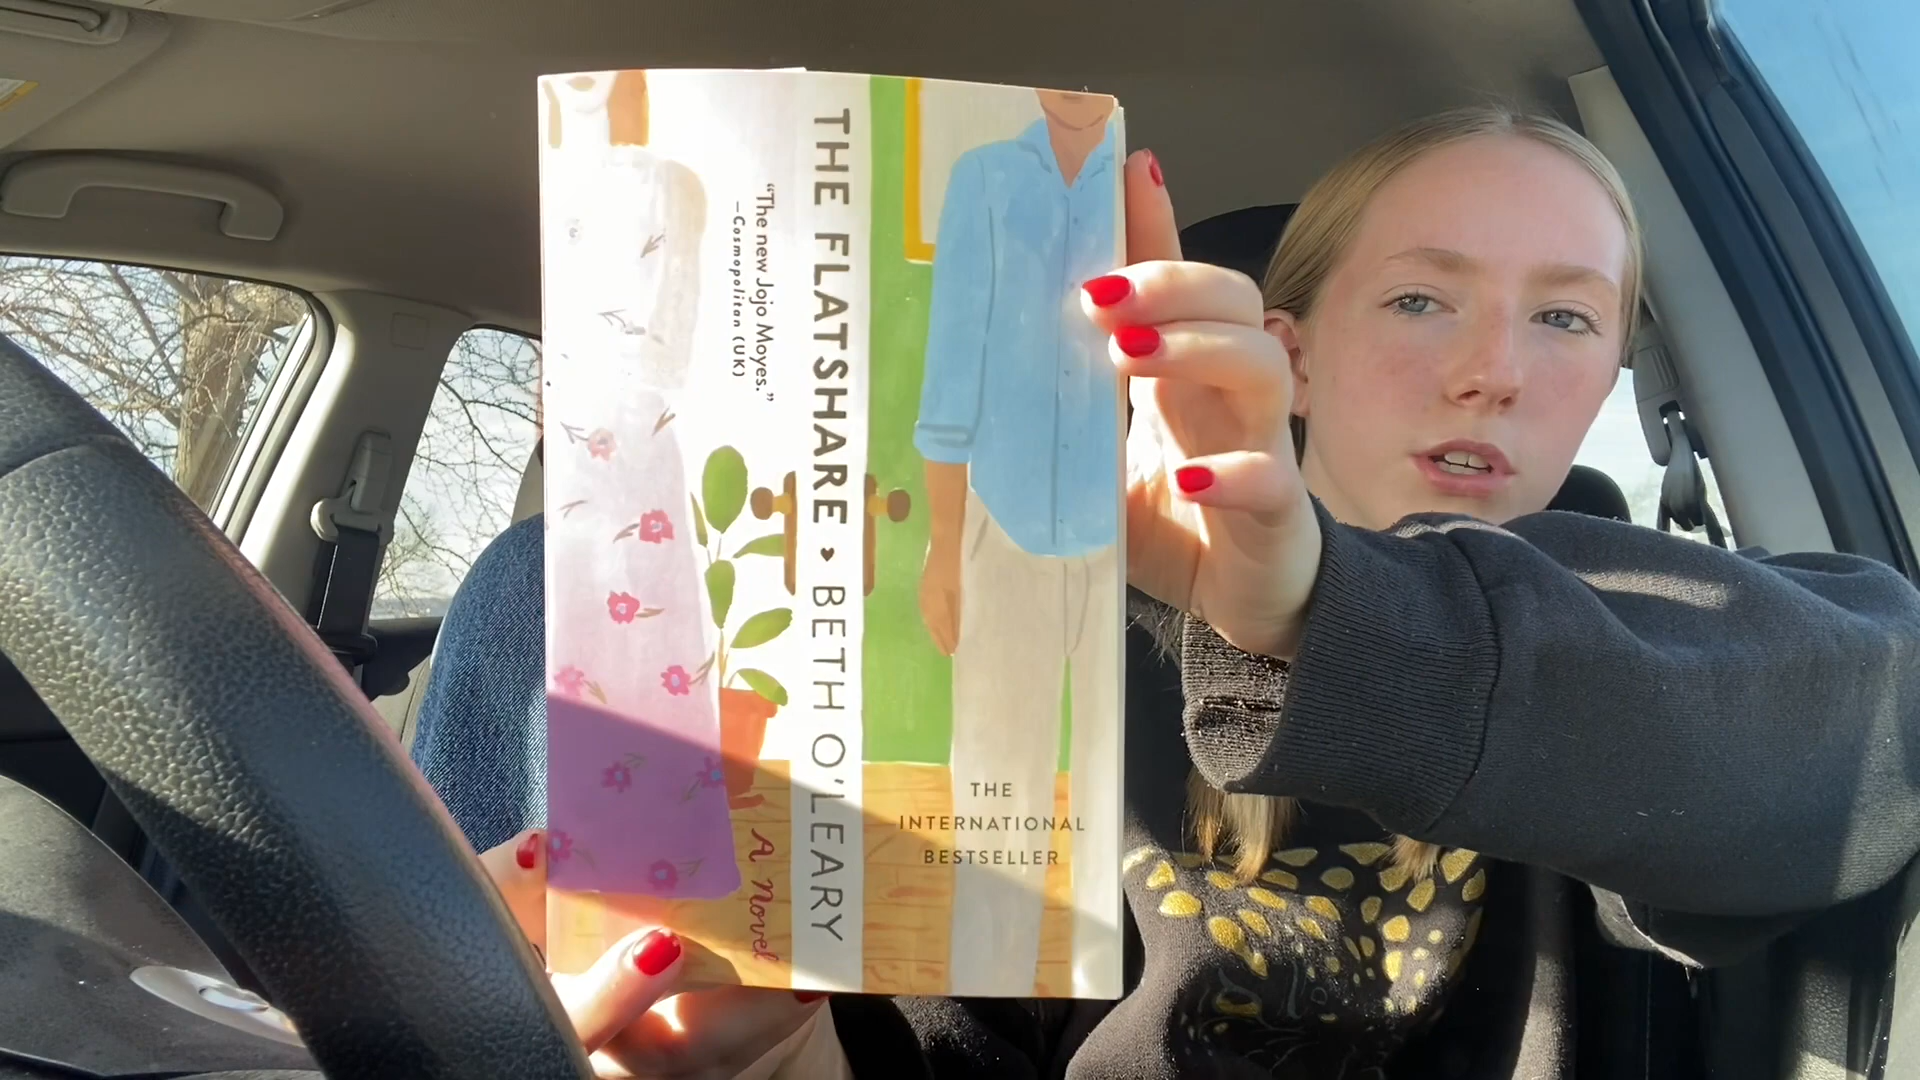 THE FLATSHARE ♥ BETH O'LEARY
"The new Jojo Moyes."
—Cosmopolitan (UK)
A Novel
THE
INTERNATIONAL
BESTSELLER